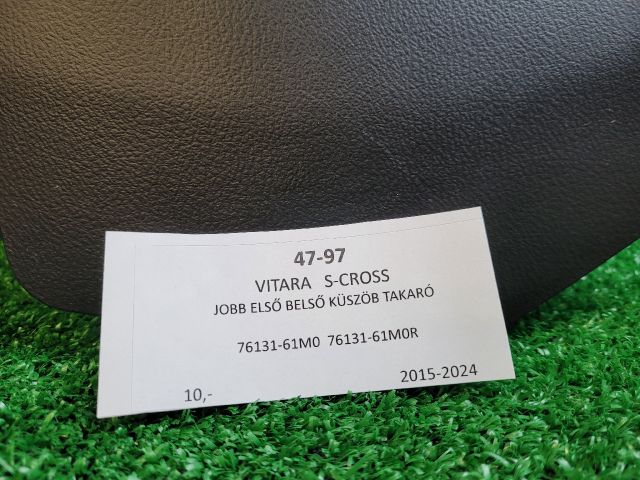 47-97
VITARA S-CROSS
JOBB ELSŐ BELSŐ KÜSZÖB TAKARÓ
76131-61M0 76131-61M0R
2015-2024
10,-